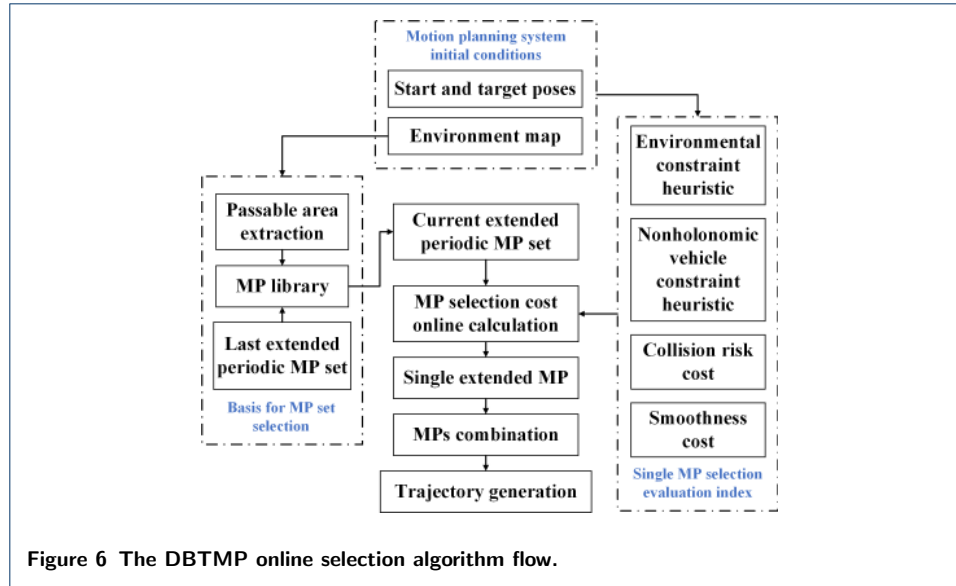 Motion planning system
initial conditions
Start and target poses
Environment map
Passable area
extraction
MP library
Last extended
periodic MP set
Basis for MP set
selection
Current extended
periodic MP set
MP selection cost
online calculation
Single extended MP
MPs combination
Trajectory generation
Environmental
constraint
heuristic
Nonholonomic
vehicle
constraint
heuristic
Collision risk
cost
Smoothness
cost
Single MP selection
evaluation index
Figure 6 The DBTMP online selection algorithm flow.